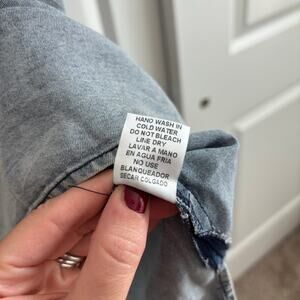 HAND WASH IN
COLD WATER
DO NOT BLEACH
LINE DRY
LAVAR A MANO
EN AGUA FRIA
NO USE
BLANQUEADOR
SECAR COLGADO